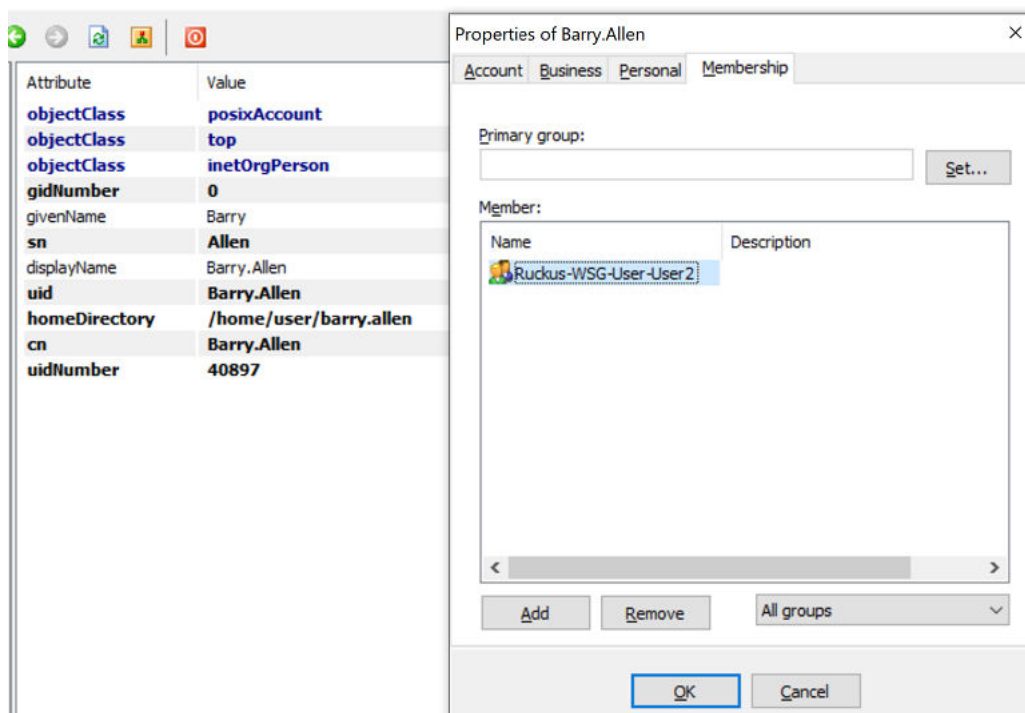 Properties of Barry.Allen
Account Business Personal Membership
Attribute Value
objectClass posixAccount
objectClass top
objectClass inetOrgPerson
gidNumber 0
givenName Barry
sn Allen
displayName Barry.Allen
uid Barry.Allen
homeDirectory /home/user/barry.allen
cn Barry.Allen
uidNumber 40897
Primary group:
Set...
Member:
Name Description
Ruckus-WSG-User-User2
Add Remove All groups
OK Cancel